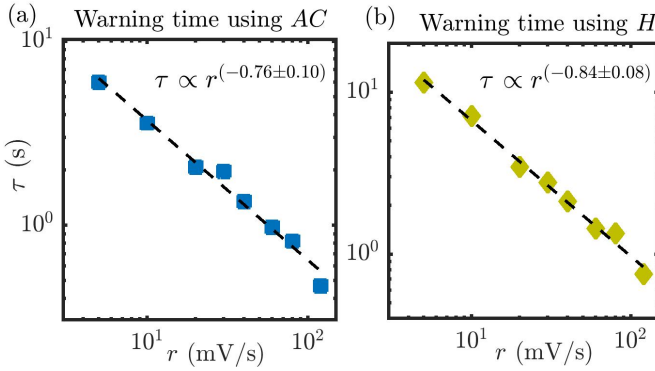 (a) Warning time using AC
τ ∝ r^(−0.76±0.10)
τ (s)
10^1
10^0
10^1 10^2
r (mV/s)
(b) Warning time using H
τ ∝ r^(−0.84±0.08)
10^1
10^0
10^1 10^2
r (mV/s)